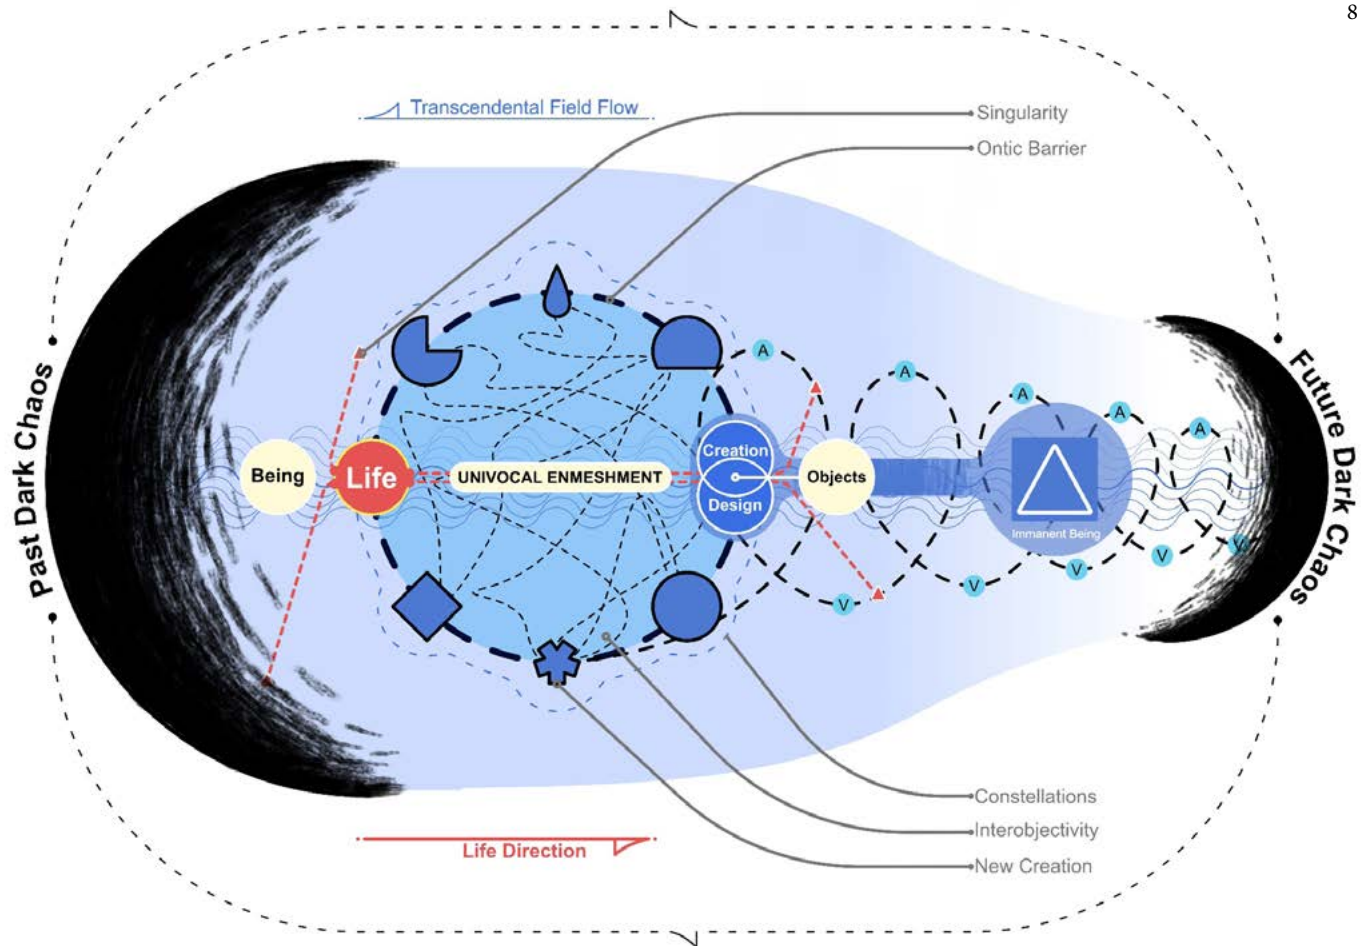 8
Transcendental Field Flow
Singularity
Ontic Barrier
Past Dark Chaos
Future Dark Chaos
A
A
A
A
A
Being
Life
UNIVOCAL ENMESHMENT
Creation
Design
Objects
Immanent Being
V
V
V
V
V
Constellations
Interobjectivity
New Creation
Life Direction